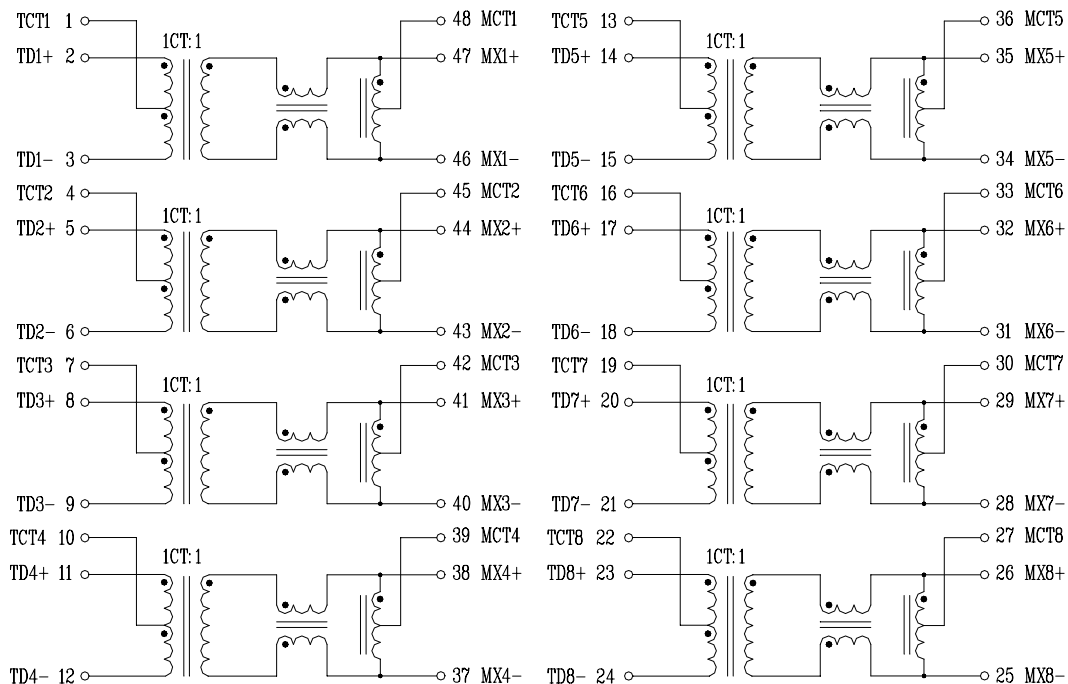 TCT1 1 48 MCT1 TCT5 13 36 MCT5
1CT:1 1CT:1
TD1+ 2 47 MX1+ TD5+ 14 35 MX5+
TD1- 3 46 MX1- TD5- 15 34 MX5-
TCT2 4 45 MCT2 TCT6 16 33 MCT6
1CT:1 1CT:1
TD2+ 5 44 MX2+ TD6+ 17 32 MX6+
TD2- 6 43 MX2- TD6- 18 31 MX6-
TCT3 7 42 MCT3 TCT7 19 30 MCT7
1CT:1 1CT:1
TD3+ 8 41 MX3+ TD7+ 20 29 MX7+
TD3- 9 40 MX3- TD7- 21 28 MX7-
TCT4 10 39 MCT4 TCT8 22 27 MCT8
1CT:1 1CT:1
TD4+ 11 38 MX4+ TD8+ 23 26 MX8+
TD4- 12 37 MX4- TD8- 24 25 MX8-